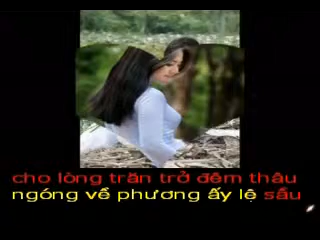 cho lòng trăn trở đêm thâu
ngóng về phương ấy lệ sầu